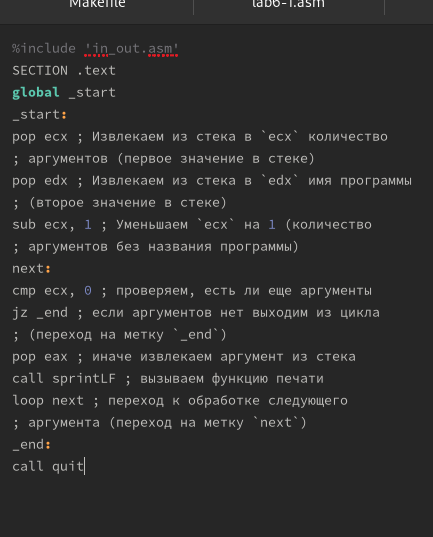 Makefile
lab6-1.asm
%include 'in_out.asm'
SECTION .text
global _start
_start:
pop ecx ; Извлекаем из стека в `ecx` количество
; аргументов (первое значение в стеке)
pop edx ; Извлекаем из стека в `edx` имя программы
; (второе значение в стеке)
sub ecx, 1 ; Уменьшаем `ecx` на 1 (количество
; аргументов без названия программы)
next:
cmp ecx, 0 ; проверяем, есть ли еще аргументы
jz _end ; если аргументов нет выходим из цикла
; (переход на метку `_end`)
pop eax ; иначе извлекаем аргумент из стека
call sprintLF ; вызываем функцию печати
loop next ; переход к обработке следующего
; аргумента (переход на метку `next`)
_end:
call quit